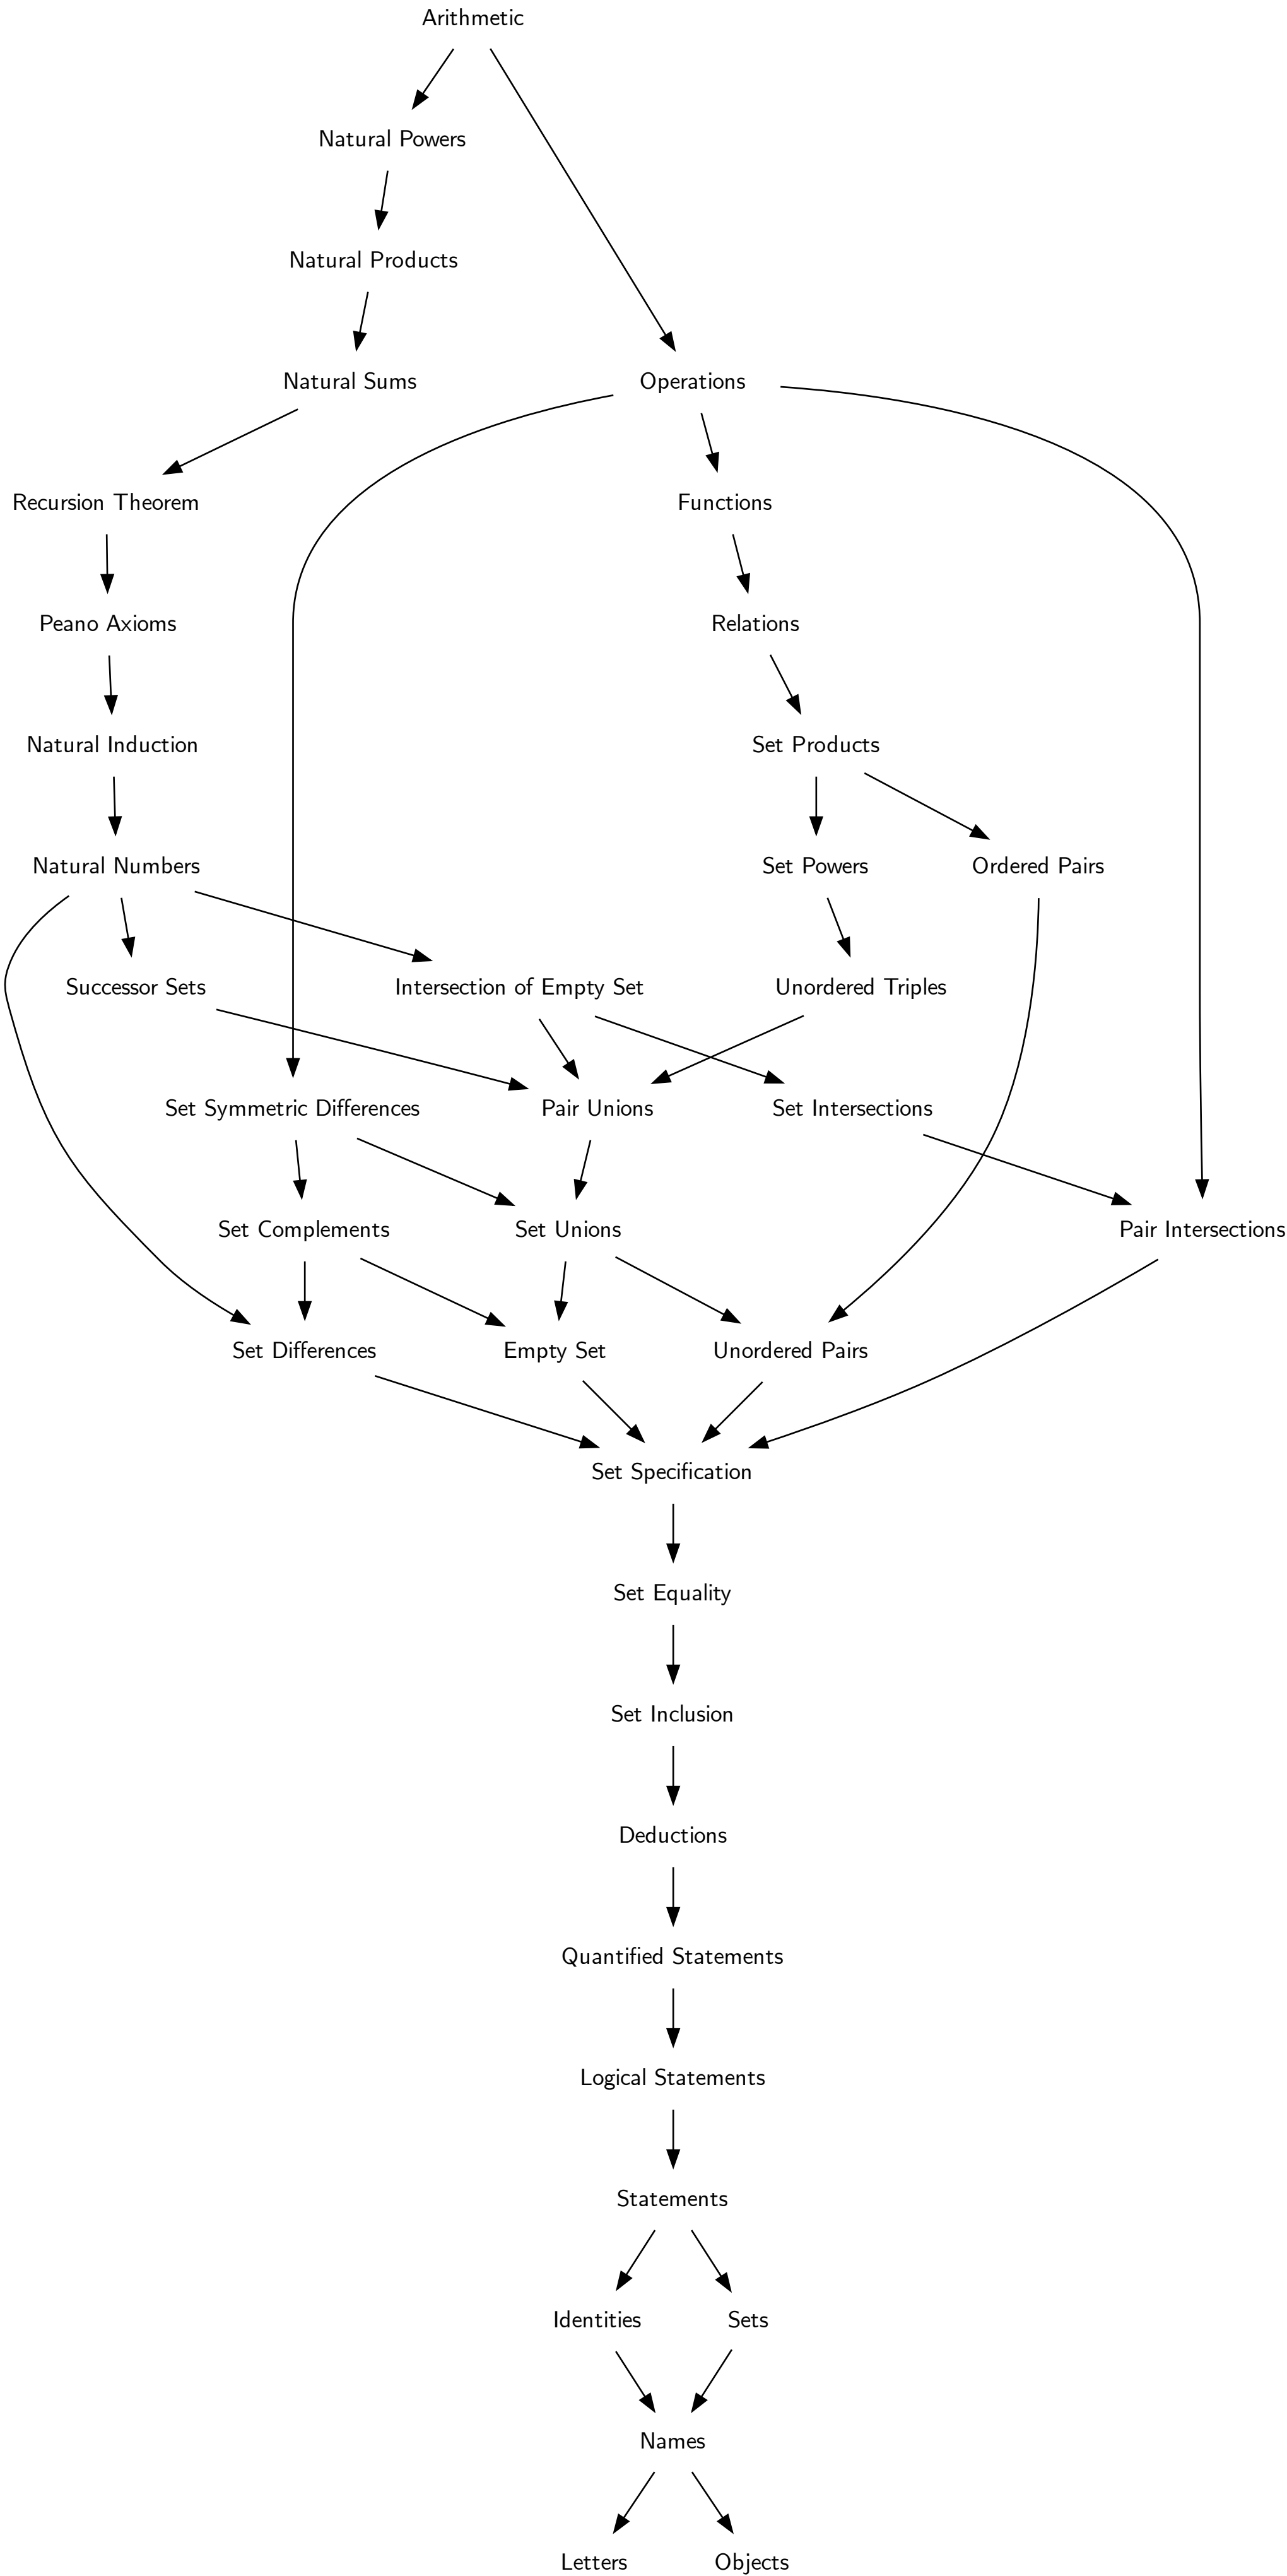 Arithmetic
Natural Powers
Natural Products
Natural Sums
Operations
Recursion Theorem
Functions
Peano Axioms
Relations
Natural Induction
Set Products
Natural Numbers
Set Powers
Ordered Pairs
Successor Sets
Intersection of Empty Set
Unordered Triples
Set Symmetric Differences
Pair Unions
Set Intersections
Set Complements
Set Unions
Pair Intersections
Set Differences
Empty Set
Unordered Pairs
Set Specification
Set Equality
Set Inclusion
Deductions
Quantified Statements
Logical Statements
Statements
Identities
Sets
Names
Letters
Objects